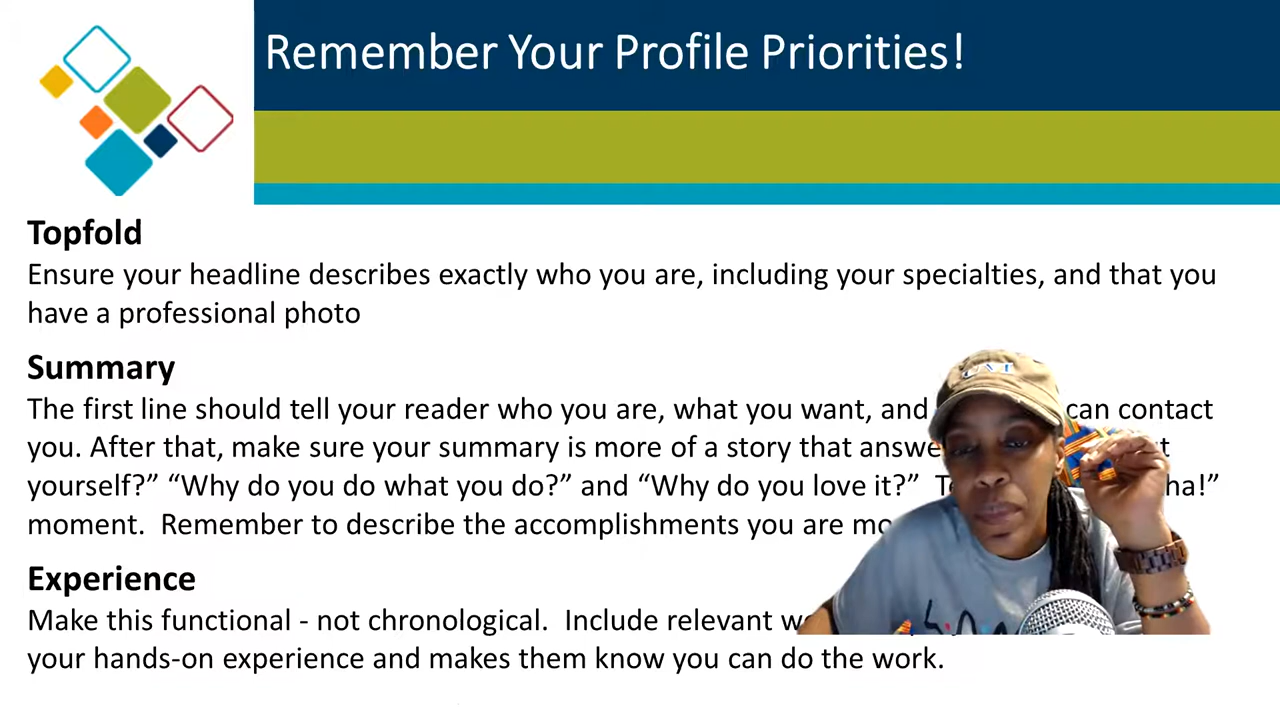 Remember Your Profile Priorities!
Topfold
Ensure your headline describes exactly who you are, including your specialties, and that you
have a professional photo
Summary
The first line should tell your reader who you are, what you want, and can contact
you. After that, make sure your summary is more of a story that
yourself?” “Why do you do what you do?” and “Why do you love it?”
moment. Remember to describe the accomplishments you are
Experience
Make this functional - not chronological. Include relevant
your hands-on experience and makes them know you can do the work.